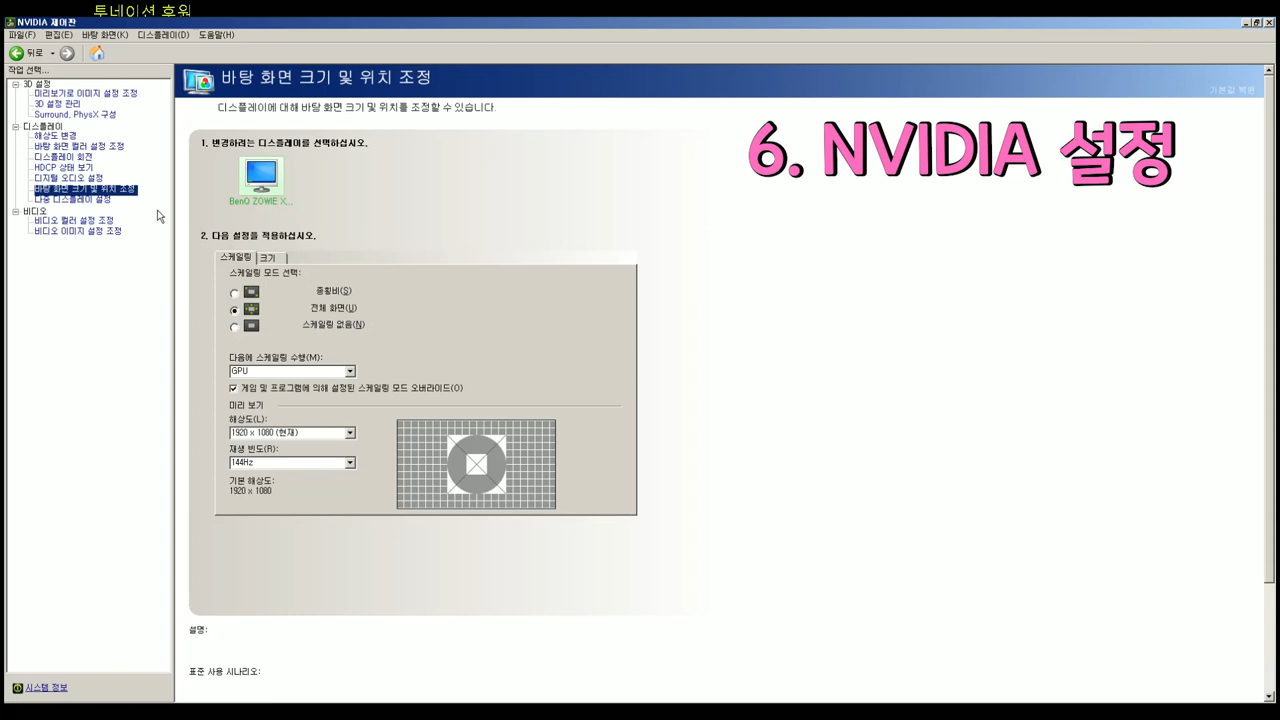 투네이션 후원
NVIDIA 제어판
파일(F) 편집(E) 바탕 화면(K) 디스플레이(D) 도움말(H)
뒤로
작업 선택...
3D 설정
미리보기로 이미지 설정 조정
3D 설정 관리
Surround, PhysX 구성
디스플레이
해상도 변경
바탕 화면 컬러 설정 조정
디스플레이 회전
HDCP 상태 보기
디지털 오디오 설정
바탕 화면 크기 및 위치 조정
다중 디스플레이 설정
비디오
비디오 컬러 설정 조정
비디오 이미지 설정 조정
시스템 정보
바탕 화면 크기 및 위치 조정
기본값 복원
디스플레이에 대해 바탕 화면 크기 및 위치를 조정할 수 있습니다.
6. NVIDIA 설정
1. 변경하려는 디스플레이를 선택하십시오.
BenQ ZOWIE X...
2. 다음 설정을 적용하십시오.
스케일링 크기
스케일링 모드 선택:
종횡비(S)
전체 화면(U)
스케일링 없음(N)
다음에 스케일링 수행(M):
GPU
게임 및 프로그램에 의해 설정된 스케일링 모드 오버라이드(O)
미리 보기
해상도(L):
1920 x 1080 (현재)
재생 빈도(R):
144Hz
기본 해상도:
1920 x 1080
설명:
표준 사용 시나리오: